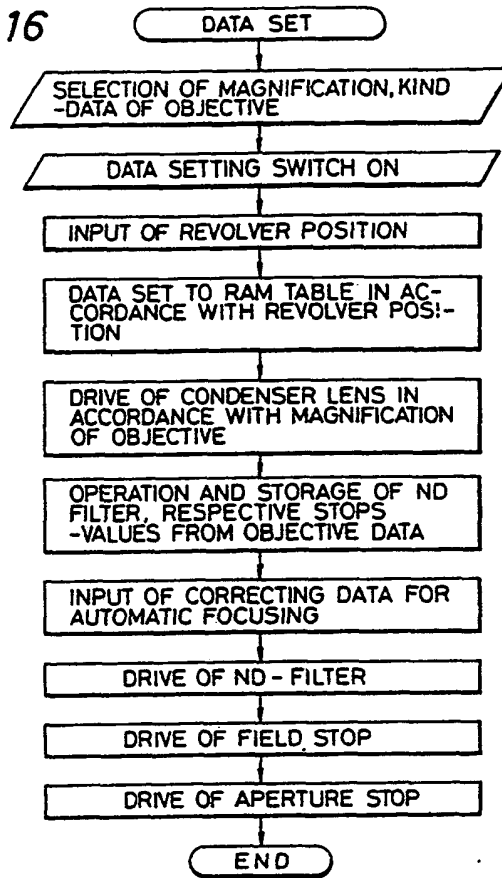 16
DATA SET
SELECTION OF MAGNIFICATION, KIND
-DATA OF OBJECTIVE
DATA SETTING SWITCH ON
INPUT OF REVOLVER POSITION
DATA SET TO RAM TABLE IN AC-
CORDANCE WITH REVOLVER POSI-
TION
DRIVE OF CONDENSER LENS IN
ACCORDANCE WITH MAGNIFICATION
OF OBJECTIVE
OPERATION AND STORAGE OF ND
FILTER, RESPECTIVE STOPS
-VALUES FROM OBJECTIVE DATA
INPUT OF CORRECTING DATA FOR
AUTOMATIC FOCUSING
DRIVE OF ND-FILTER
DRIVE OF FIELD STOP
DRIVE OF APERTURE STOP
END